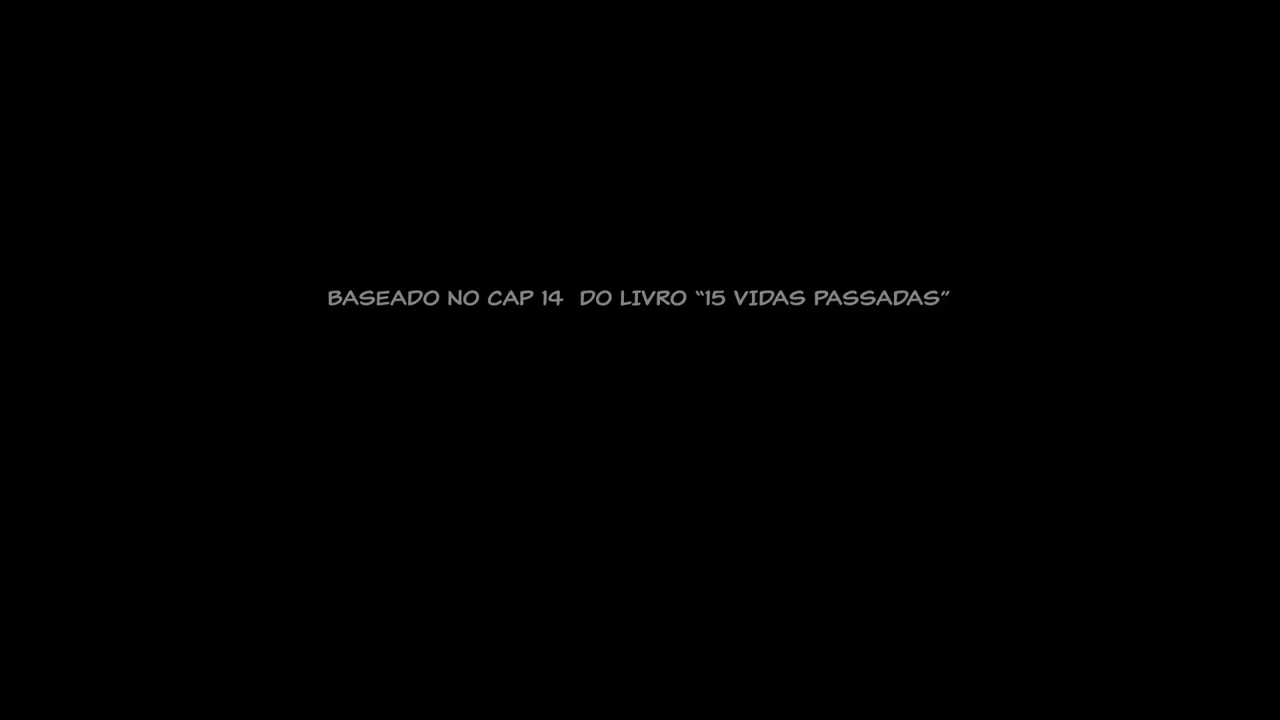 BASEADO NO CAP 14  DO LIVRO “15 VIDAS PASSADAS”